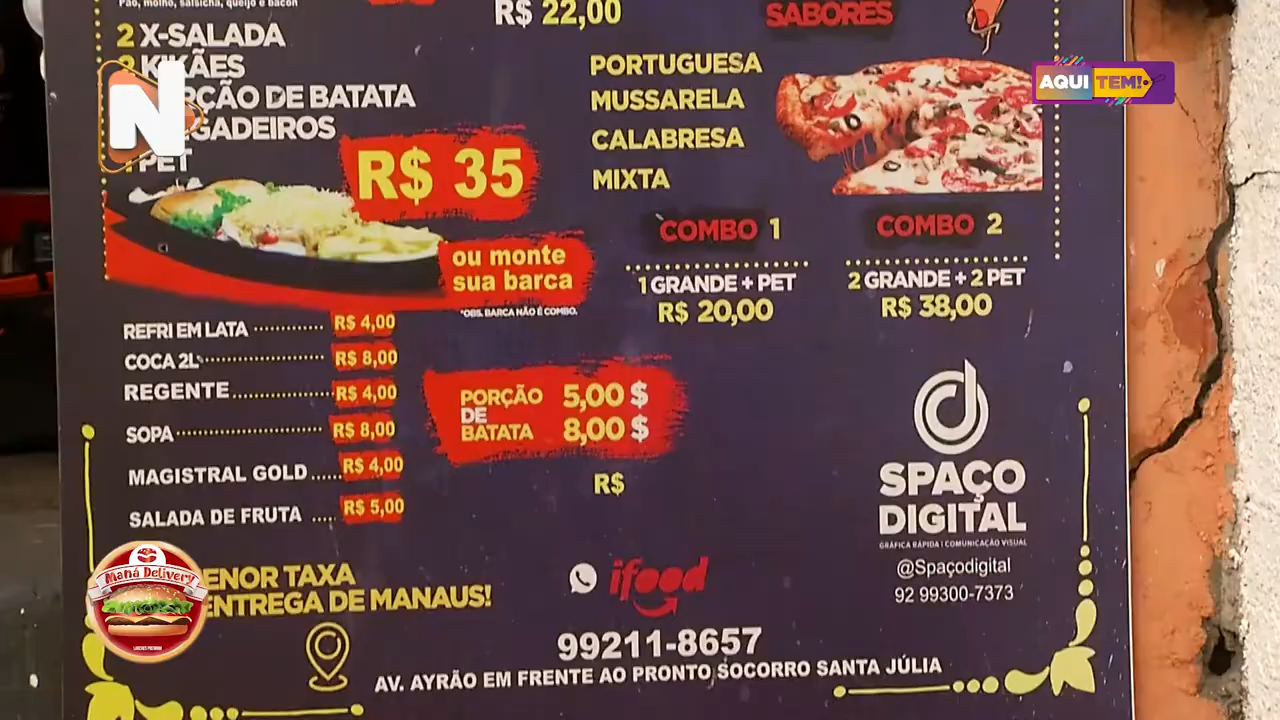 Pão, molho, salsicha, queijo e bacon
2 X-SALADA
2 KIKÃES
ÇÃO DE BATATA
GADEIROS
PET
R$ 35
ou monte
sua barca
*OBS. BARCA NÃO É COMBO.
REFRI EM LATA ............ R$ 4,00
COCA 2L .................... R$ 8,00
REGENTE .................. R$ 4,00
SOPA ........................ R$ 8,00
MAGISTRAL GOLD ..... R$ 4,00
SALADA DE FRUTA .... R$ 5,00
R$ 22,00
SABORES
PORTUGUESA
MUSSARELA
CALABRESA
MIXTA
COMBO 1
1 GRANDE + PET
R$ 20,00
COMBO 2
2 GRANDE + 2 PET
R$ 38,00
PORÇÃO 5,00 $
DE
BATATA 8,00 $
R$
SPAÇO
DIGITAL
GRÁFICA RÁPIDA | COMUNICAÇÃO VISUAL
@Spaçodigital
92 99300-7373
ENOR TAXA
ENTREGA DE MANAUS!
ifood
99211-8657
AV. AYRÃO EM FRENTE AO PRONTO SOCORRO SANTA JÚLIA
N
AQUI TEM!
Maná Delivery